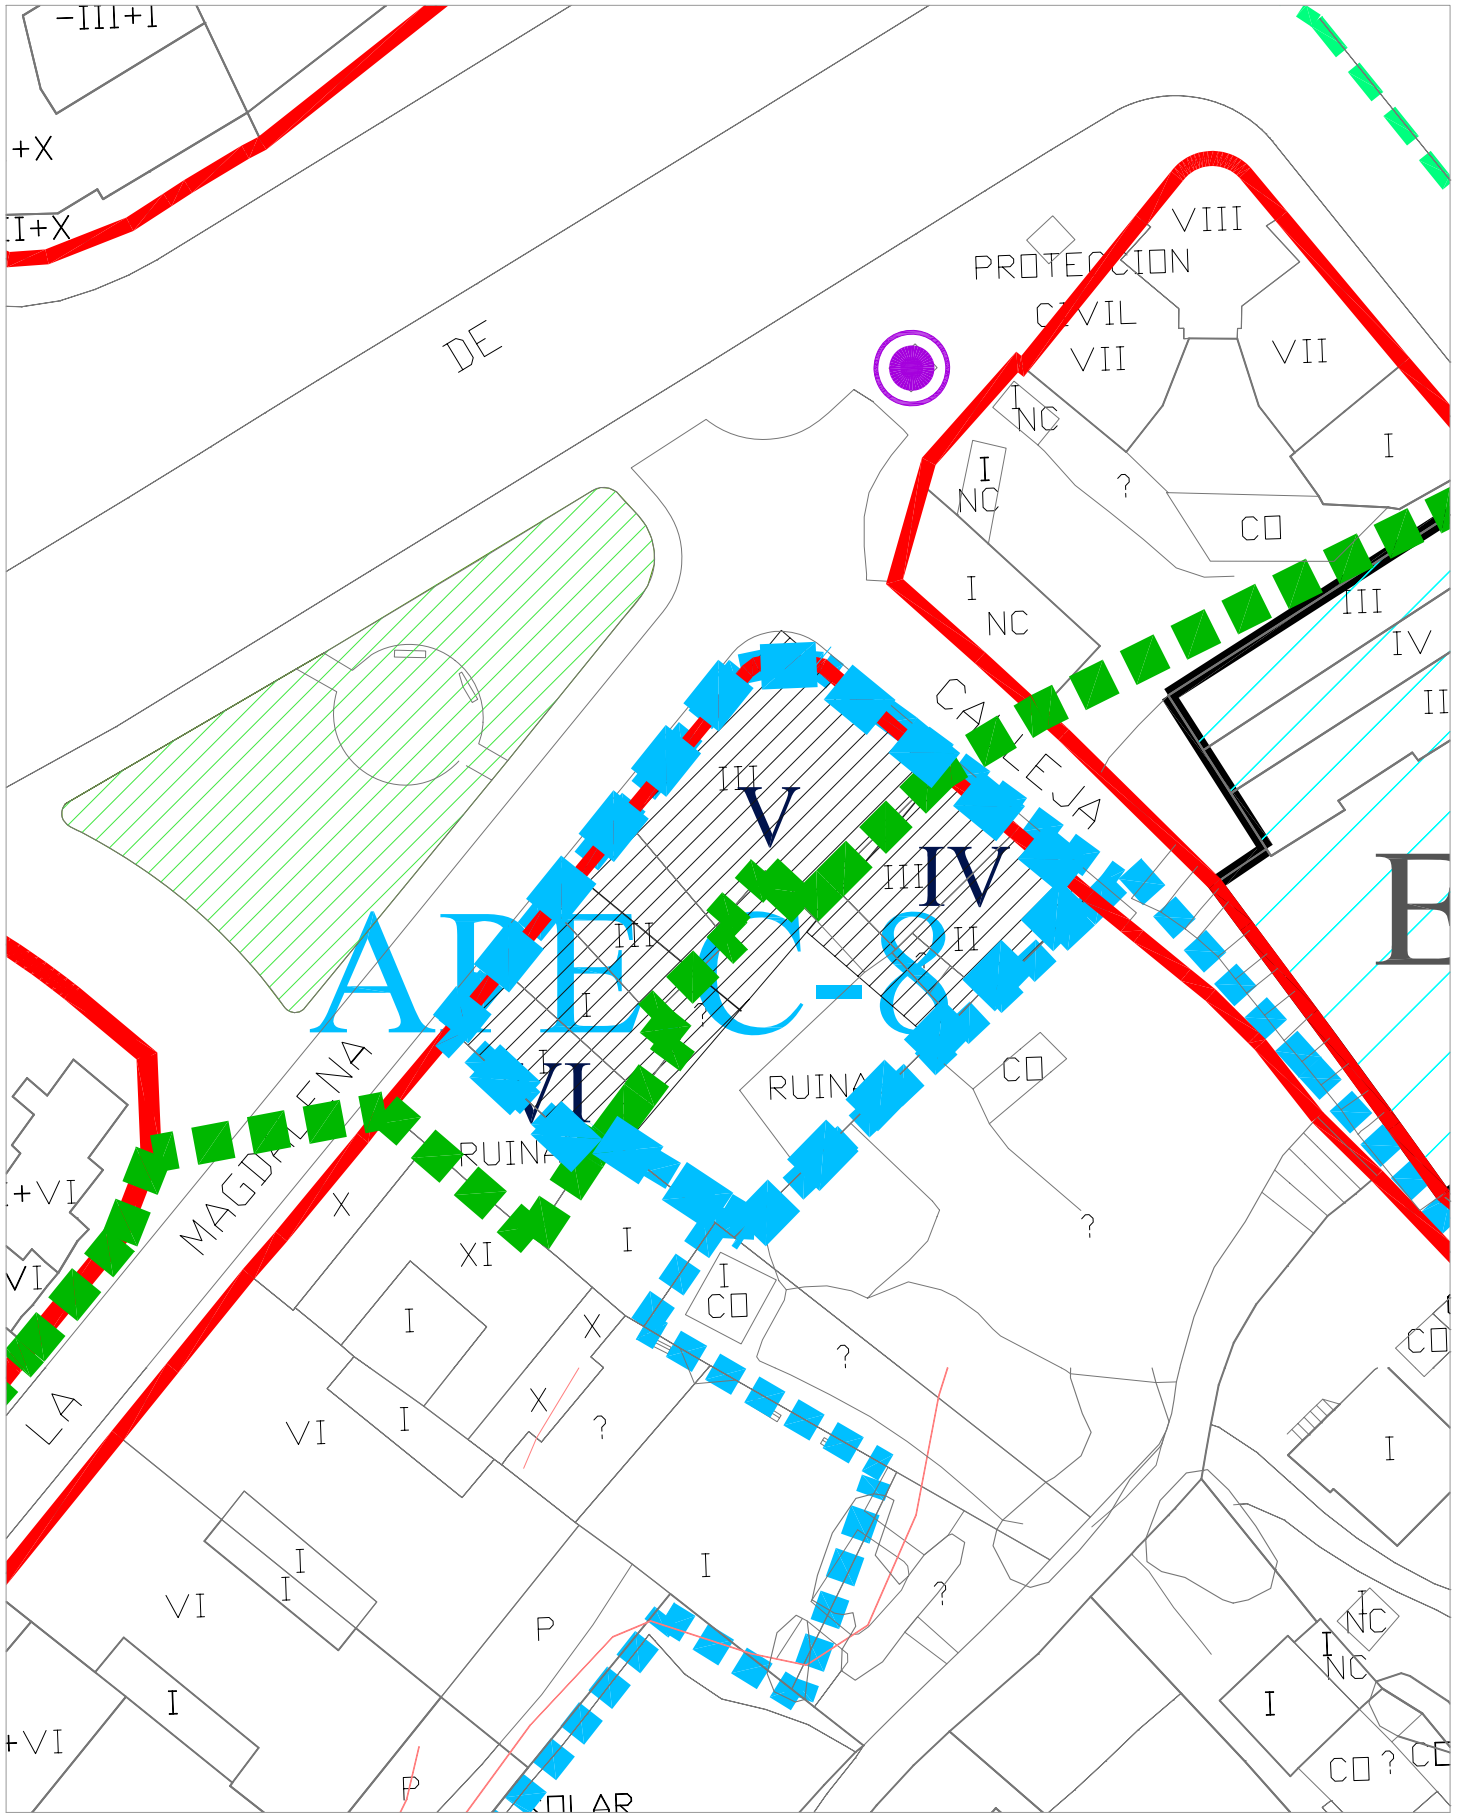 -III+I
+X
II+X
DE
VIII
PROTECCION
CIVIL
VII
VII
I
NC
I
I
NC
?
CO
I
NC
III
IV
II
CALLEJA
III
V
III
IV
E
III
II
?
APEC-8
I
?
I
VI
RUINA
CO
RUINA
MAGDALENA
+VI
X
XI
I
?
VI
I
CO
I
X
CO
?
LA
X
I
VI
?
I
I
I
I
VI
?
I
NC
P
I
NC
I
I
+VI
CO
?
CO
P
SOLAR